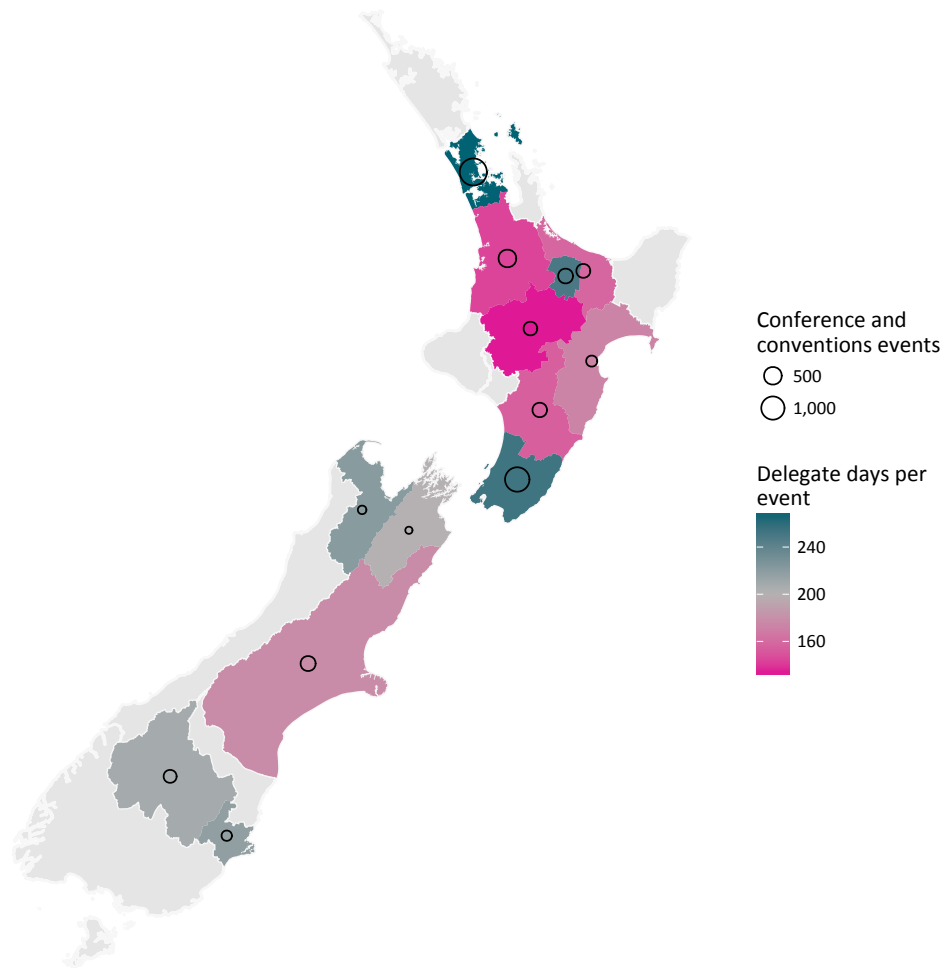 Conference and
conventions events
500
1,000
Delegate days per
event
240
200
160